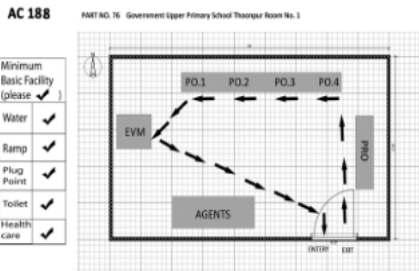 AC 188
PART NO. 76 Government Upper Primary School Thoonpur Room No. 1
Minimum
Basic Facility
(please ✔ )
Water ✔
Ramp ✔
Plug
Point ✔
Toilet ✔
Health
care ✔
PO.1 PO.2 PO.3 PO.4
EVM
PRO
AGENTS
ENTERY EXIT